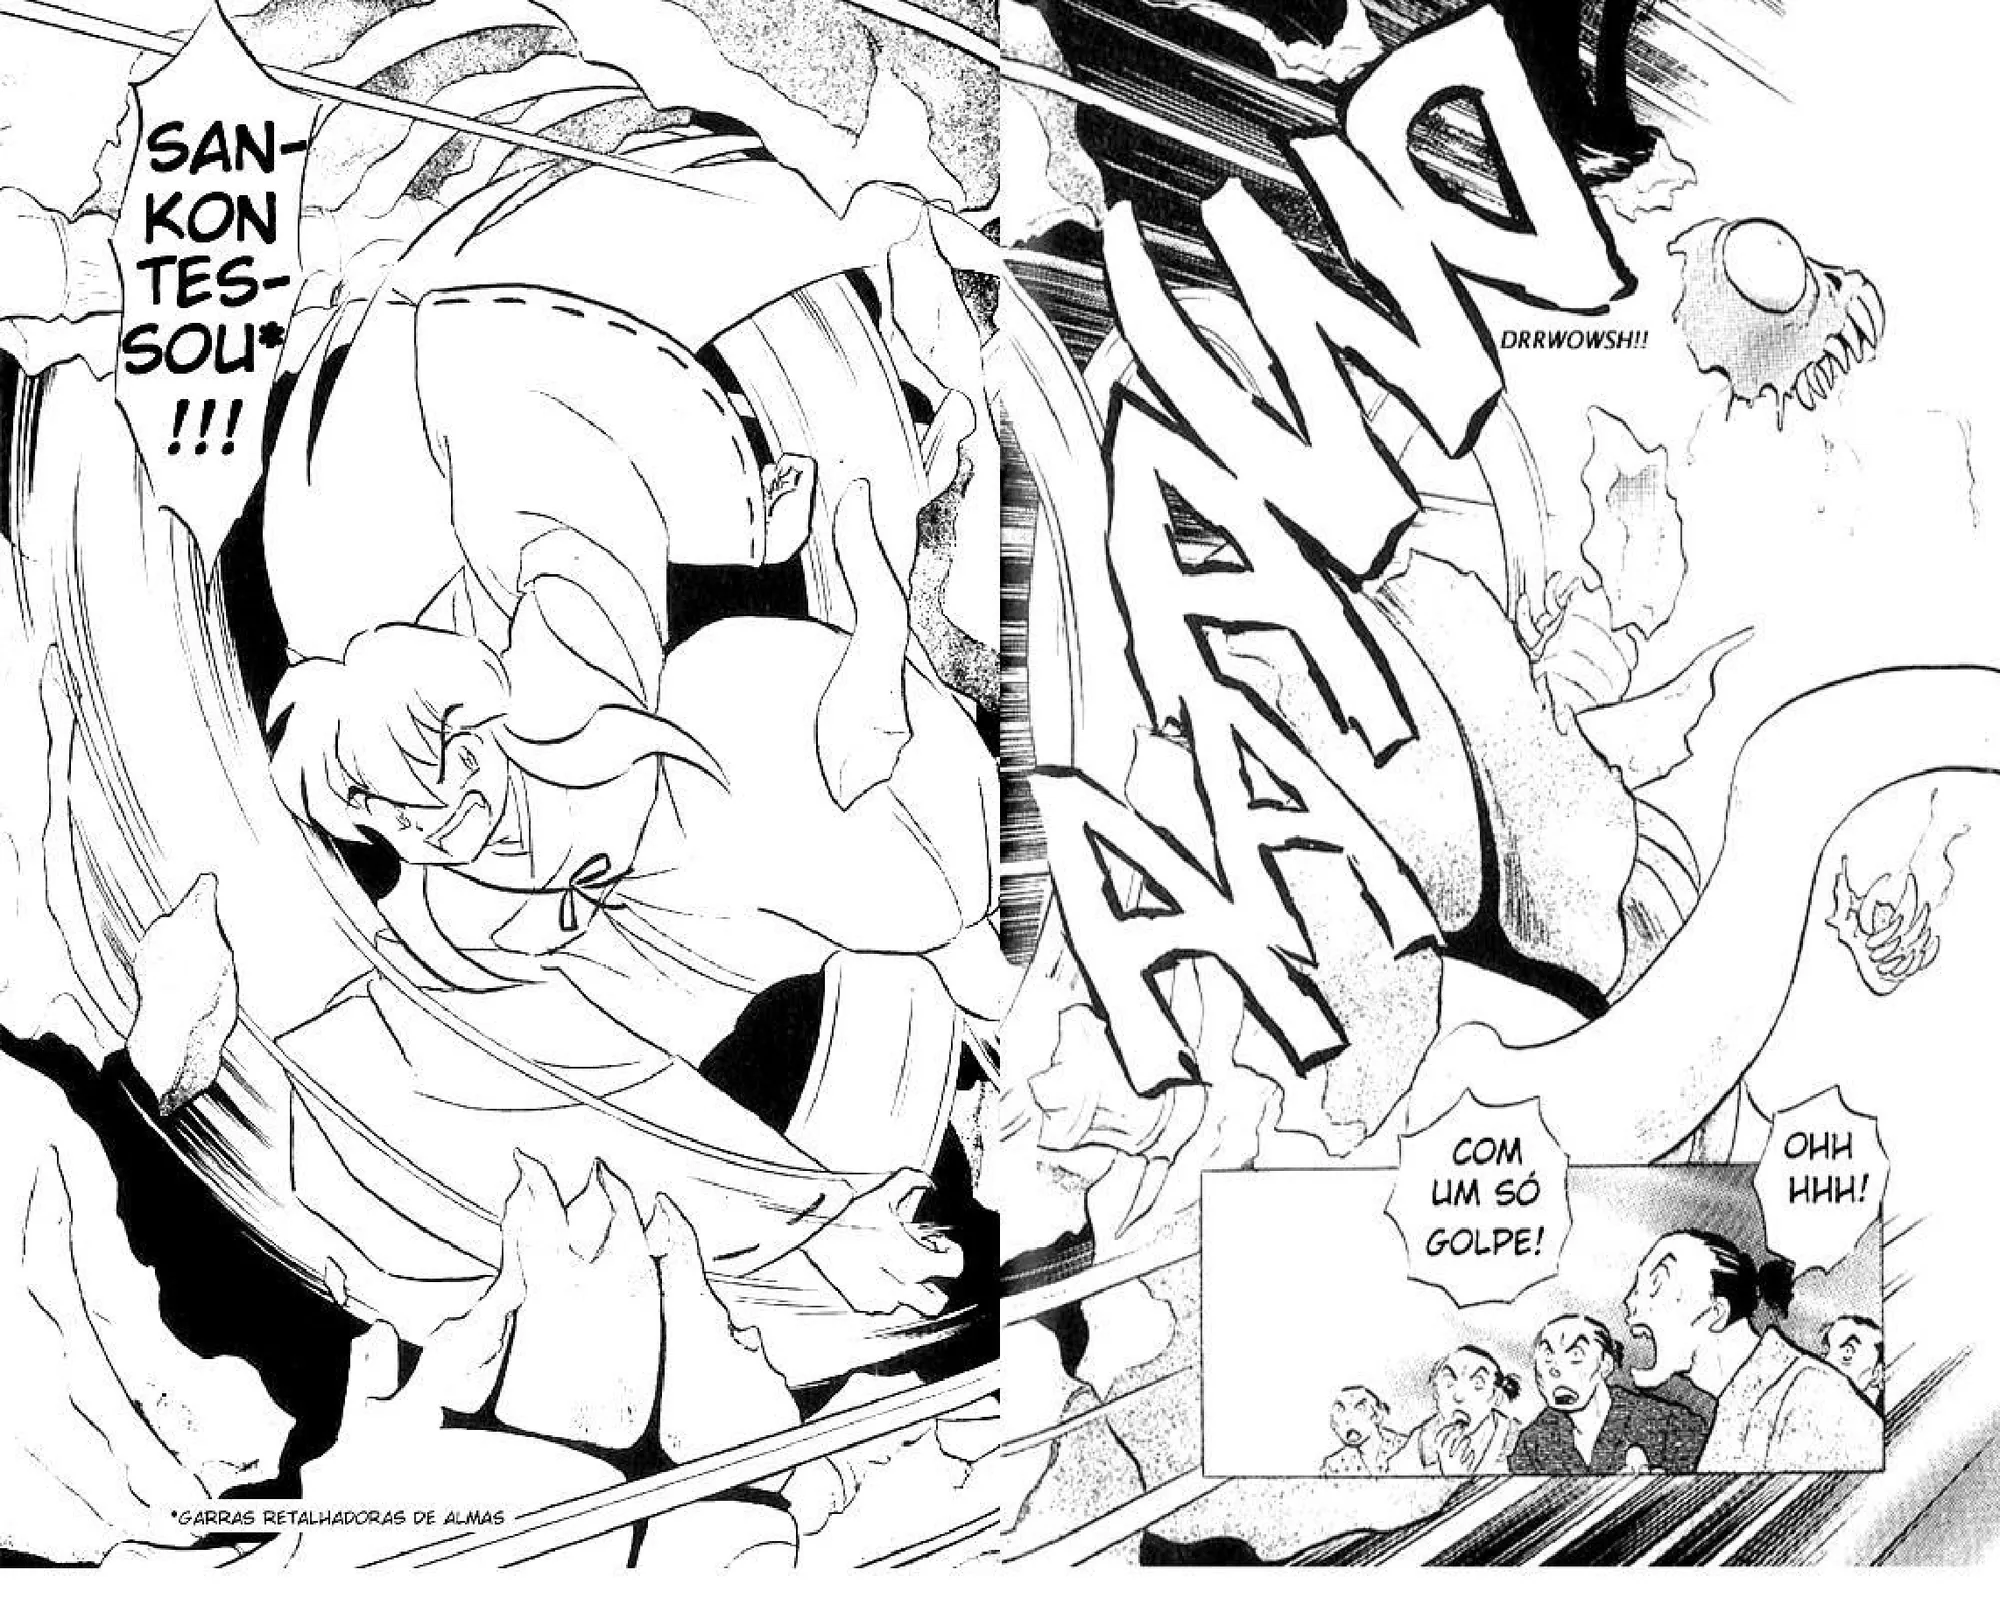 SAN-
KON
TES-
SOU*
!!!
*GARRAS RETALHADORAS DE ALMAS
DRRWOWSH!!
COM
UM SÓ
GOLPE!
OHH
HHH!